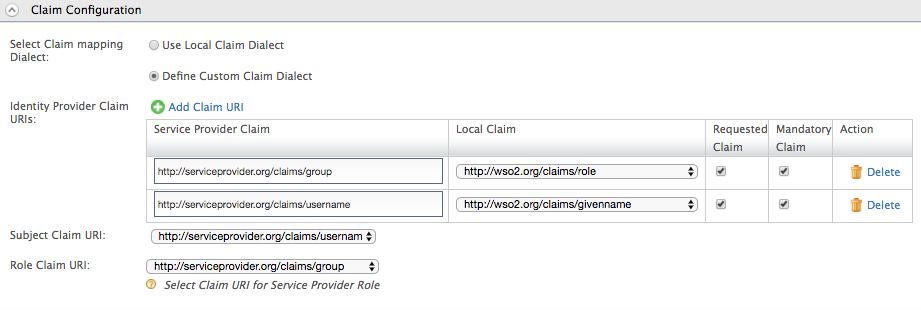 Claim Configuration
Select Claim mapping
Dialect:
Use Local Claim Dialect
Define Custom Claim Dialect
Identity Provider Claim
URIs:
Add Claim URI
Service Provider Claim Local Claim Requested Claim Mandatory Claim Action
http://serviceprovider.org/claims/group http://wso2.org/claims/role Delete
http://serviceprovider.org/claims/username http://wso2.org/claims/givenname Delete
Subject Claim URI: http://serviceprovider.org/claims/usernam
Role Claim URI: http://serviceprovider.org/claims/group
? Select Claim URI for Service Provider Role